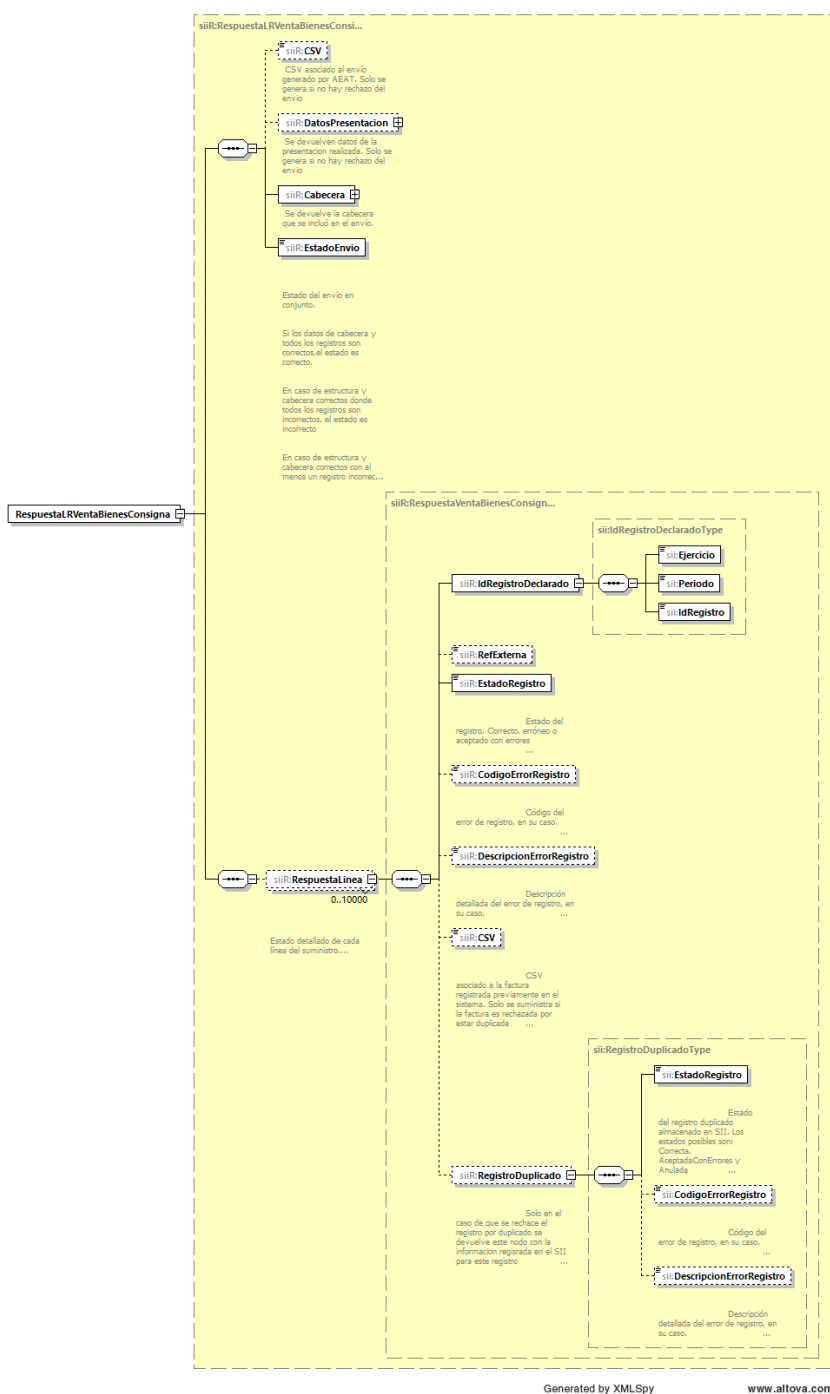 siiR:RespuestaLRVentaBienesConsi...
siiR:CSV
CSV asociado al envío
generado por AEAT. Solo se
genera si no hay rechazo del
envio
siiR:DatosPresentacion
Se devuelven datos de la
presentacion realizada. Solo se
genera si no hay rechazo del
envio
siiR:Cabecera
Se devuelve la cabecera
que se incluó en el envío.
siiR:EstadoEnvio
Estado del envío en
conjunto.
Si los datos de cabecera y
todos los registros son
correctos,el estado es
correcto.
En caso de estructura y
cabecera correctos donde
todos los registros son
incorrectos, el estado es
incorrecto
En caso de estructura y
cabecera correctos con al
menos un registro incorrec...
RespuestaLRVentaBienesConsigna
siiR:RespuestaVentaBienesConsign...
sii:IdRegistroDeclaradoType
siiR:IdRegistroDeclarado
sii:Ejercicio
sii:Periodo
sii:IdRegistro
siiR:RefExterna
siiR:EstadoRegistro
Estado del
registro. Correcto, erróneo o
aceptado con errores
...
siiR:CodigoErrorRegistro
Código del
error de registro, en su caso.
...
siiR:DescripcionErrorRegistro
siiR:RespuestaLinea
0..10000
Estado detallado de cada
línea del suministro....
Descripción
detallada del error de registro, en
su caso. ...
siiR:CSV
CSV
asociado a la factura
registrada previamente en el
sistema. Solo se suministra si
la factura es rechazada por
estar duplicada ...
sii:RegistroDuplicadoType
sii:EstadoRegistro
Estado
del registro duplicado
almacenado en SII. Los
estados posibles son:
Correcta,
AceptadaConErrores y
Anulada ...
siiR:RegistroDuplicado
Solo en el
caso de que se rechace el
registro por duplicado se
devuelve este nodo con la
informacion regisrada en el SII
para este registro ...
sii:CodigoErrorRegistro
Código del
error de registro, en su caso.
...
sii:DescripcionErrorRegistro
Descripción
detallada del error de registro, en
su caso. ...
Generated by XMLSpy
www.altova.com